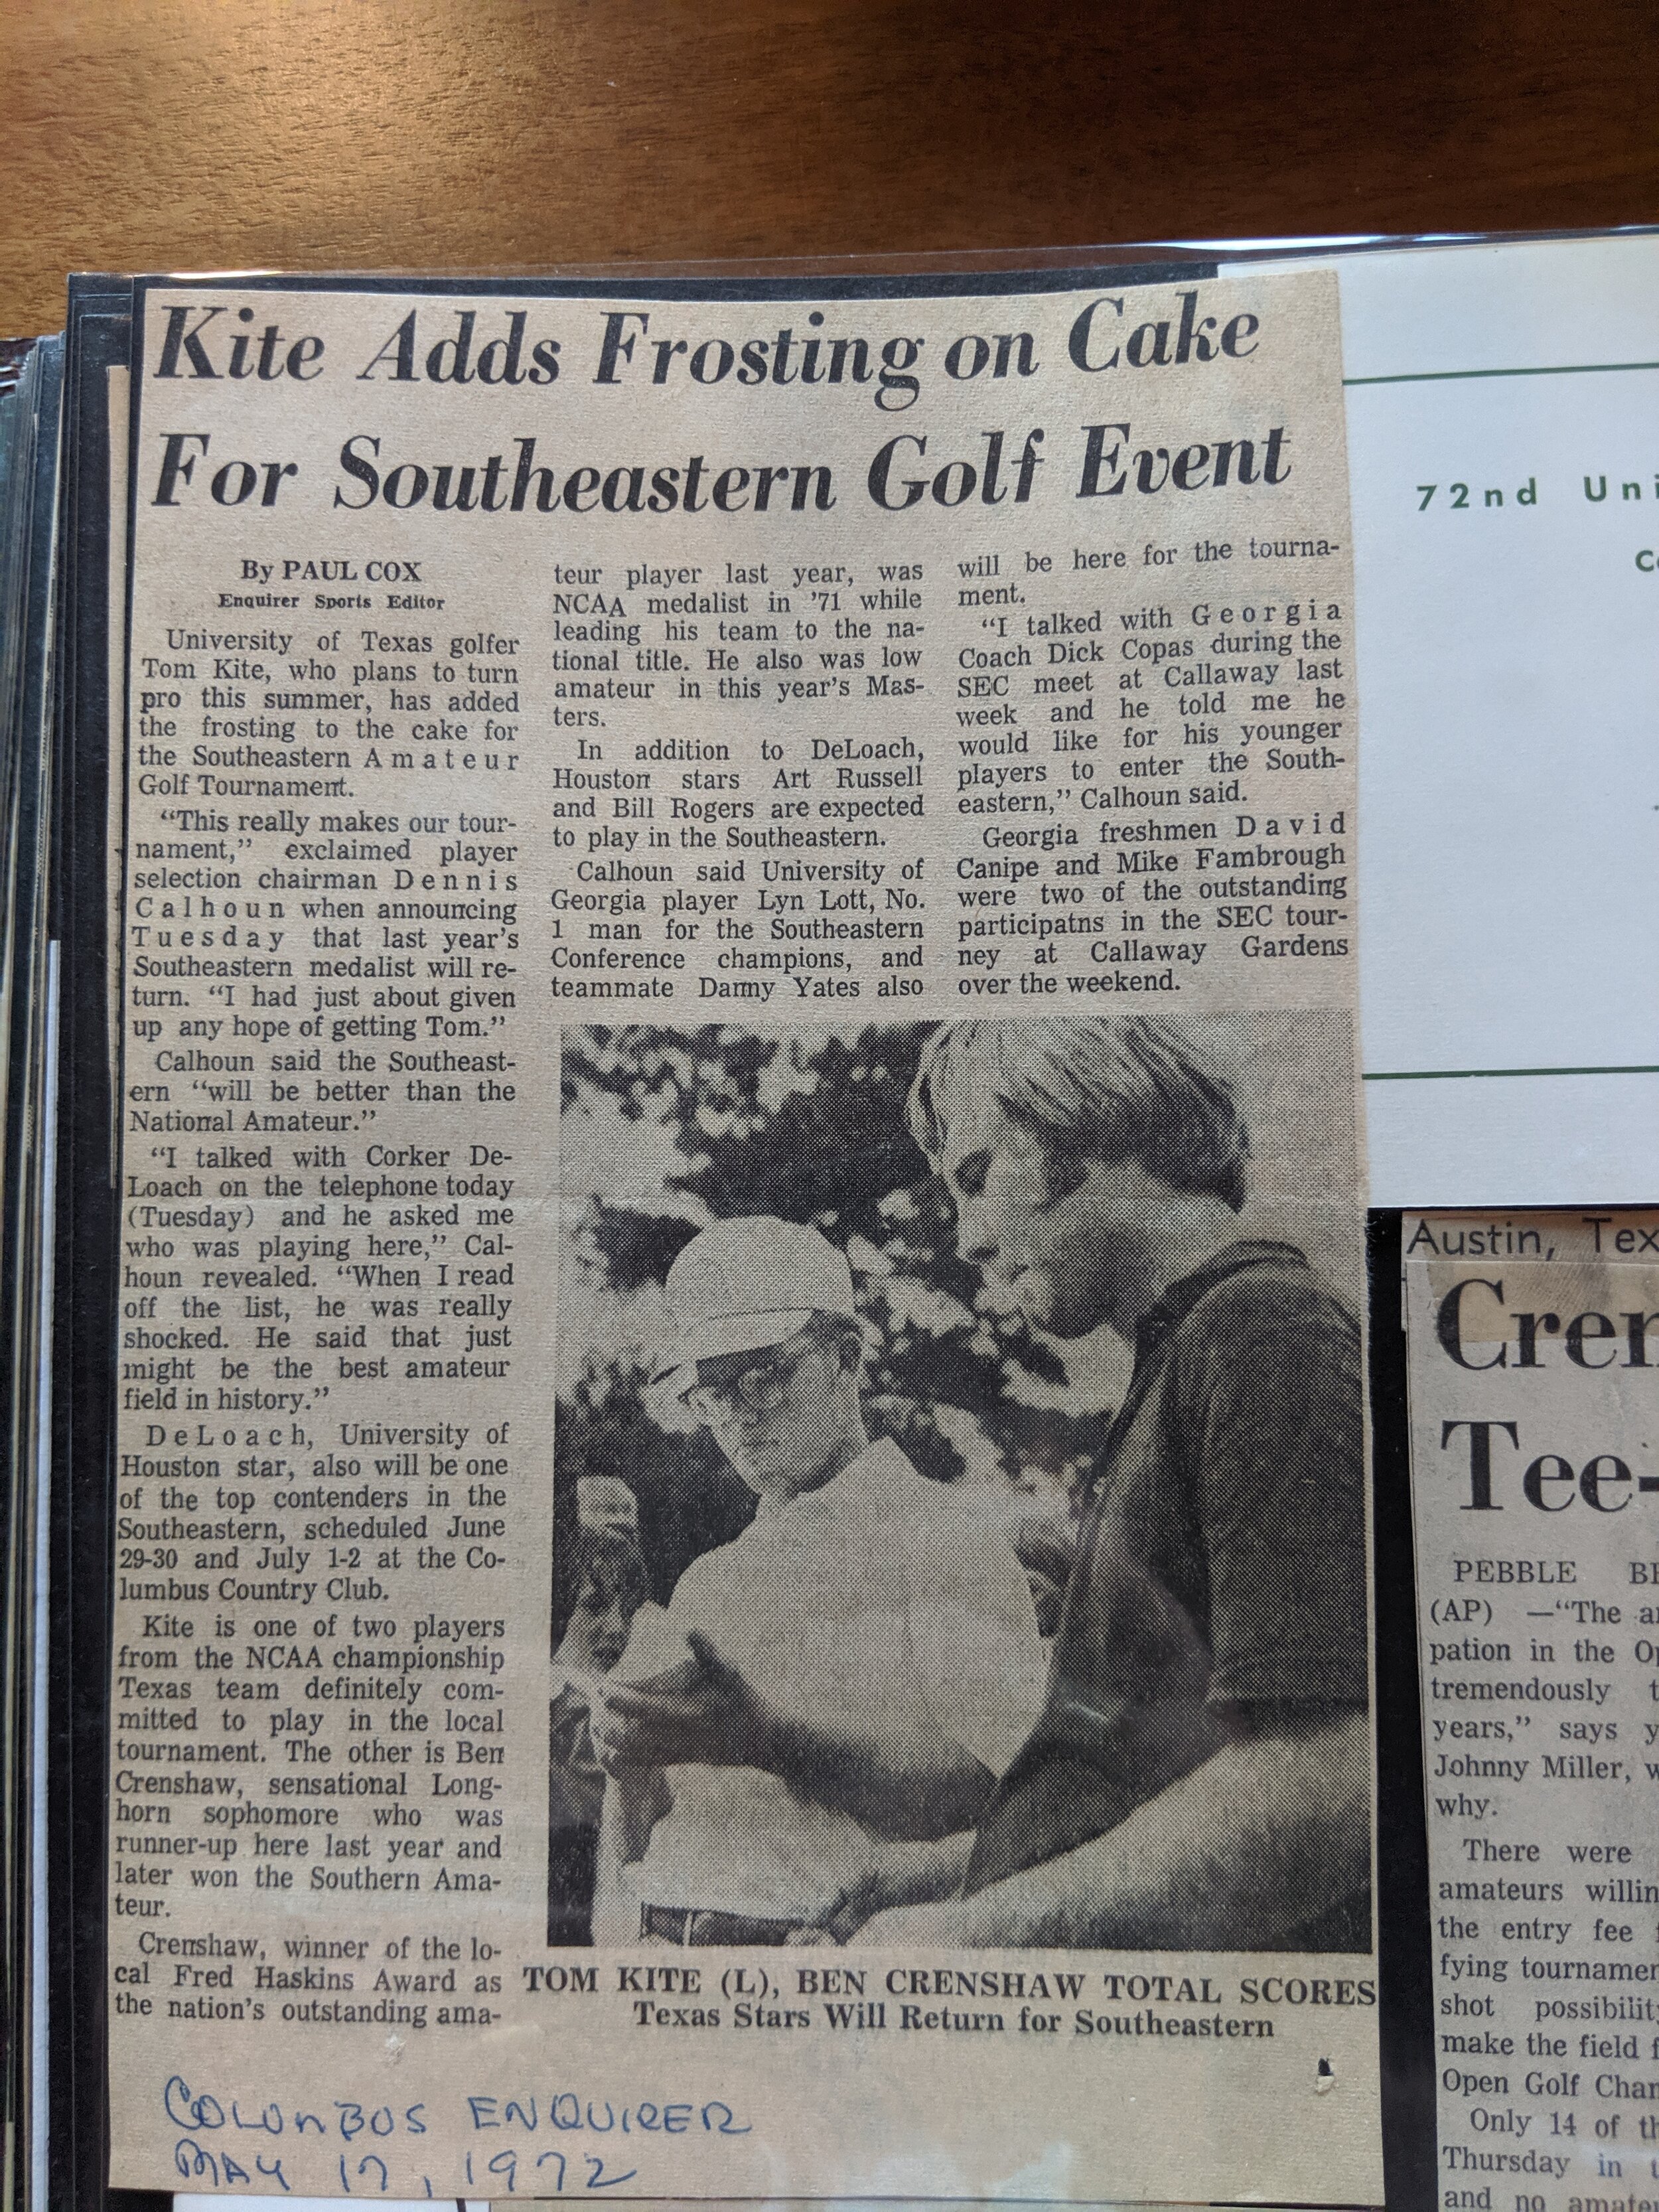 Kite Adds Frosting on Cake
For Southeastern Golf Event
By PAUL COX
Enquirer Sports Editor
University of Texas golfer
Tom Kite, who plans to turn
pro this summer, has added
the frosting to the cake for
the Southeastern Amateur
Golf Tournament.
“This really makes our tour-
nament,” exclaimed player
selection chairman Dennis
Calhoun when announcing
Tuesday that last year’s
Southeastern medalist will re-
turn. “I had just about given
up any hope of getting Tom.”
Calhoun said the Southeast-
ern “will be better than the
National Amateur.”
“I talked with Corker De-
Loach on the telephone today
(Tuesday) and he asked me
who was playing here,” Cal-
houn revealed. “When I read
off the list, he was really
shocked. He said that just
might be the best amateur
field in history.”
DeLoach, University of
Houston star, also will be one
of the top contenders in the
Southeastern, scheduled June
29-30 and July 1-2 at the Co-
lumbus Country Club.
Kite is one of two players
from the NCAA championship
Texas team definitely com-
mitted to play in the local
tournament. The other is Ben
Crenshaw, sensational Long-
horn sophomore who was
runner-up here last year and
later won the Southern Ama-
teur.
Crenshaw, winner of the lo-
cal Fred Haskins Award as
the nation’s outstanding ama-
teur player last year, was
NCAA medalist in ’71 while
leading his team to the na-
tional title. He also was low
amateur in this year’s Mas-
ters.
In addition to DeLoach,
Houston stars Art Russell
and Bill Rogers are expected
to play in the Southeastern.
Calhoun said University of
Georgia player Lyn Lott, No.
1 man for the Southeastern
Conference champions, and
teammate Danny Yates also
will be here for the tourna-
ment.
“I talked with Georgia
Coach Dick Copas during the
SEC meet at Callaway last
week and he told me he
would like for his younger
players to enter the South-
eastern,” Calhoun said.
Georgia freshmen David
Canipe and Mike Fambrough
were two of the outstanding
participatns in the SEC tour-
ney at Callaway Gardens
over the weekend.
TOM KITE (L), BEN CRENSHAW TOTAL SCORES
Texas Stars Will Return for Southeastern
COLUMBUS ENQUIRER
MAY 17, 1972
72nd Uni
Austin, Tex
Cren
Tee-
PEBBLE BE
(AP) —“The a
pation in the Op
tremendously t
years,” says y
Johnny Miller, w
why.
There were
amateurs willin
the entry fee f
fying tournamen
shot possibility
make the field f
Open Golf Cham
Only 14 of th
Thursday in t
and no amate